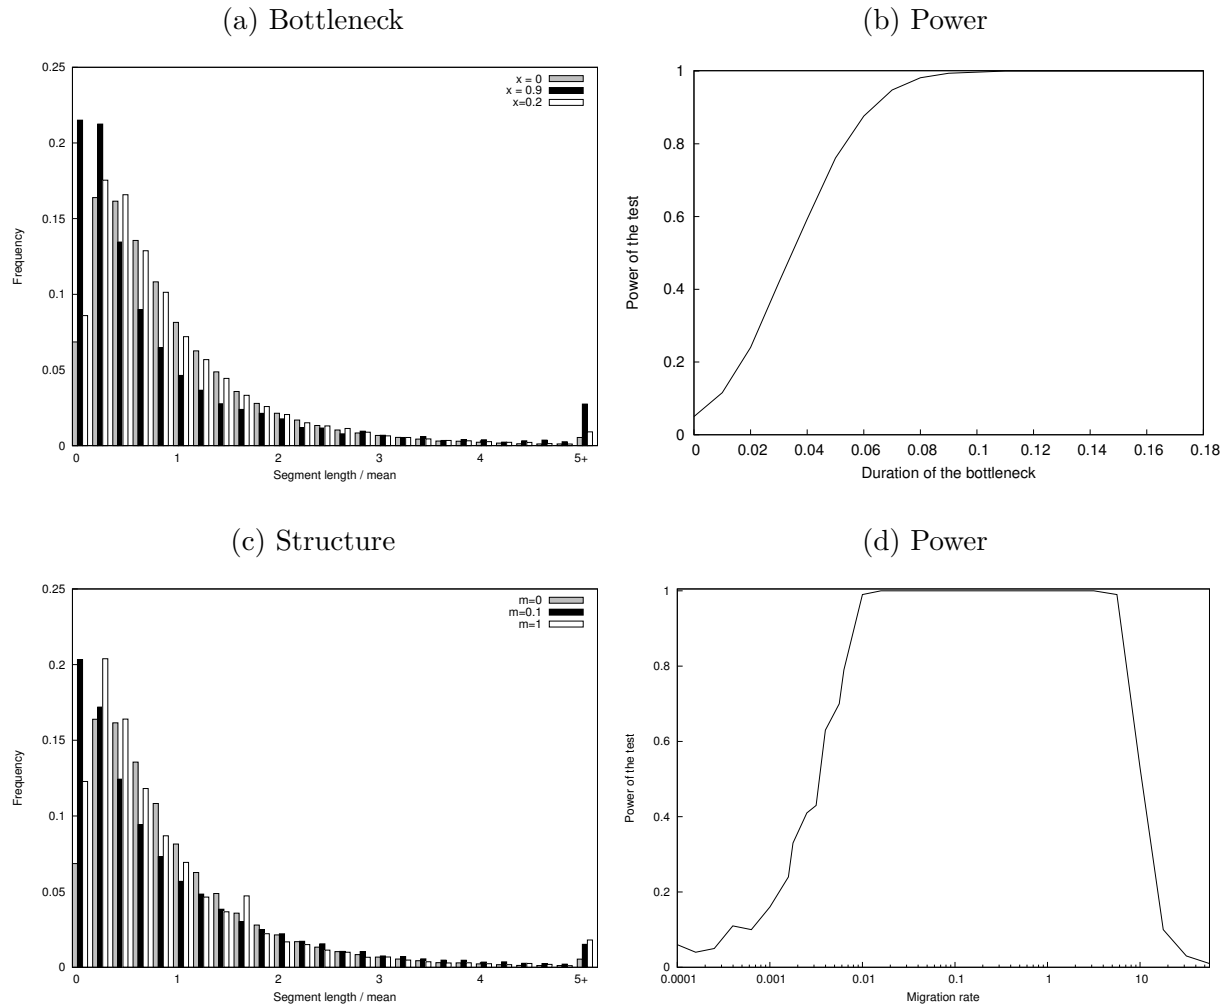 (a) Bottleneck
0.25
0.2
0.15
0.1
0.05
0
Frequency
x = 0
x = 0.9
x=0.2
0 1 2 3 4 5+
Segment length / mean
(b) Power
1
0.8
0.6
0.4
0.2
0
Power of the test
0 0.02 0.04 0.06 0.08 0.1 0.12 0.14 0.16 0.18
Duration of the bottleneck
(c) Structure
0.25
0.2
0.15
0.1
0.05
0
Frequency
m=0
m=0.1
m=1
0 1 2 3 4 5+
Segment length / mean
(d) Power
1
0.8
0.6
0.4
0.2
0
Power of the test
0.0001 0.001 0.01 0.1 1 10
Migration rate